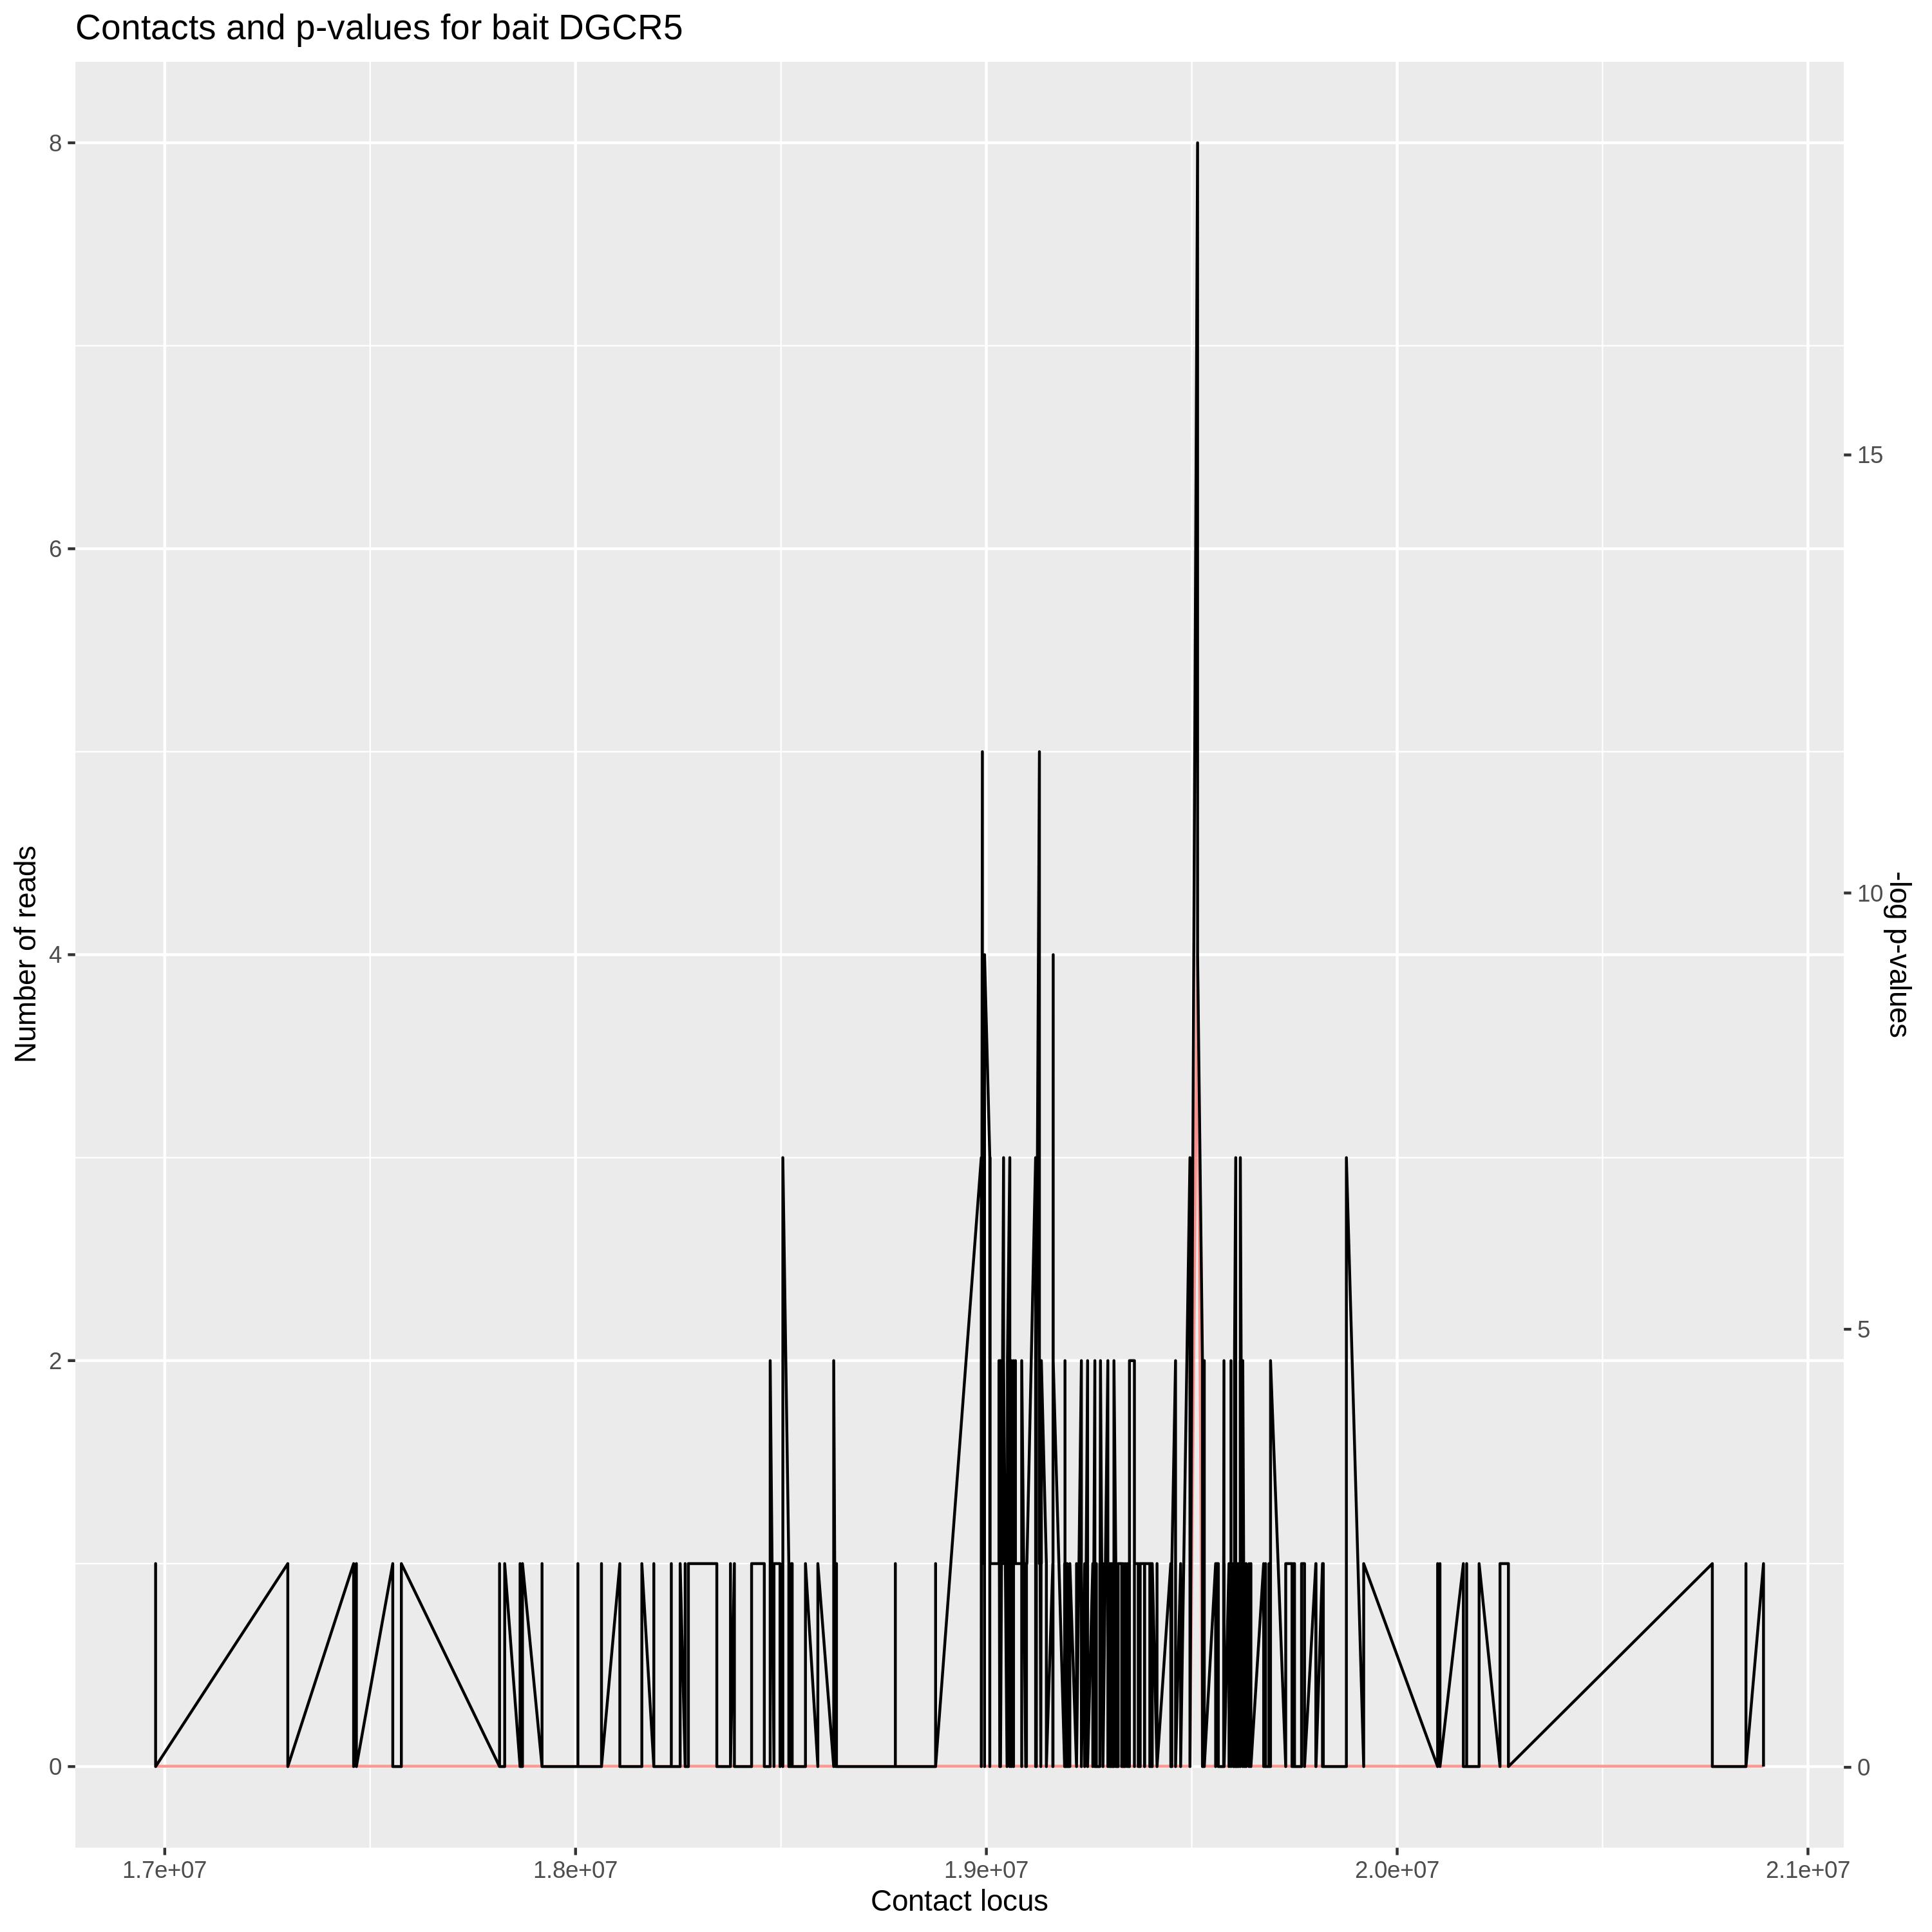 Contacts and p-values for bait DGCR5
8
6
4
2
0
Number of reads
15
10
5
0
-log p-values
1.7e+07 1.8e+07 1.9e+07 2.0e+07 2.1e+07
Contact locus